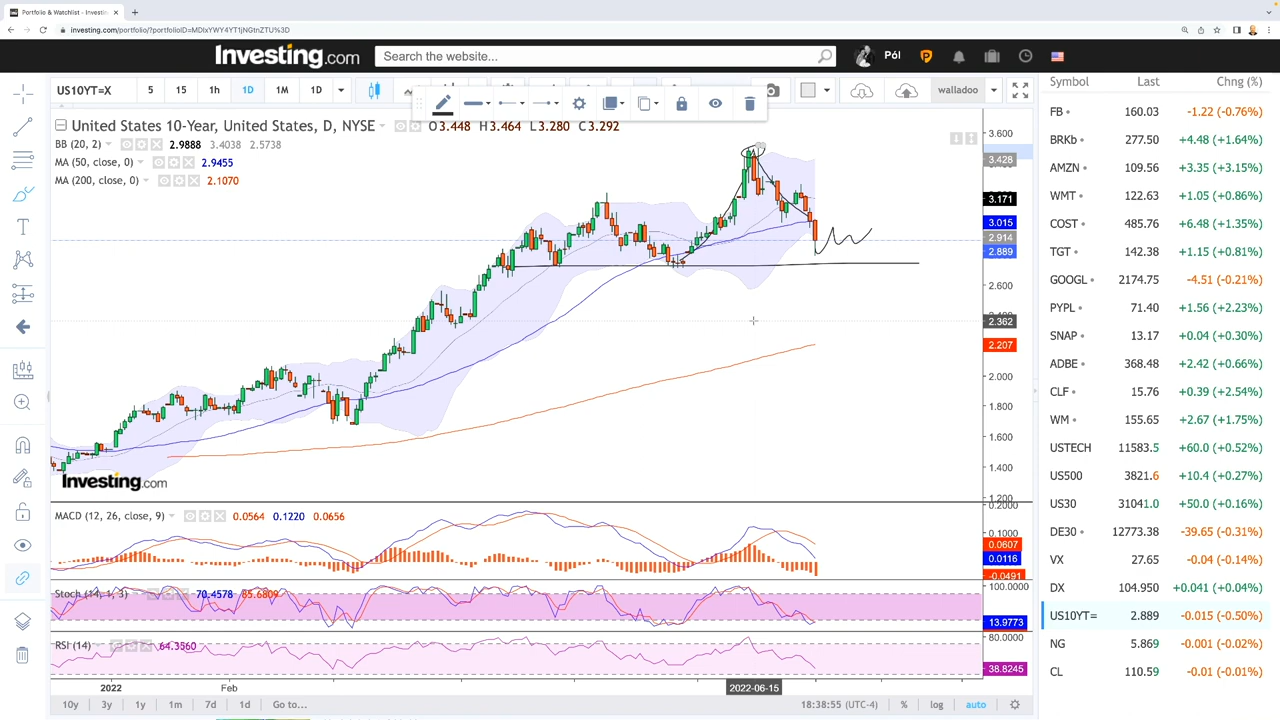 Portfolio & Watchlist - Investing
investing.com/portfolio/?portfolioID=MDIxYWY4YT1jNGtnZTU%3D
Investing.com
Search the website...
Pól
US10YT=X 5 15 1h 1D 1M 1D
walladoo
United States 10-Year, United States, D, NYSE O3.448 H3.464 L3.280 C3.292
BB (20, 2) 2.9888 3.4038 2.5738
MA (50, close, 0) 2.9455
MA (200, close, 0) 2.1070
3.600
3.428
3.171
3.015
2.914
2.889
2.600
2.362
2.207
2.000
1.800
1.600
1.400
1.200
Investing.com
MACD (12, 26, close, 9) 0.0564 0.1220 0.0656
0.2000
0.1000
0.0607
0.0116
-0.0491
Stoch (14, 1, 3) 70.4578 85.6809
100.0000
13.9773
RSI (14) 64.3560
80.0000
38.8245
2022 Feb 2022-06-15
10y 3y 1y 1m 7d 1d Go to... 18:38:55 (UTC-4) % log auto
Symbol Last Chng (%)
FB 160.03 -1.22 (-0.76%)
BRKb 277.50 +4.48 (+1.64%)
AMZN 109.56 +3.35 (+3.15%)
WMT 122.63 +1.05 (+0.86%)
COST 485.76 +6.48 (+1.35%)
TGT 142.38 +1.15 (+0.81%)
GOOGL 2174.75 -4.51 (-0.21%)
PYPL 71.40 +1.56 (+2.23%)
SNAP 13.17 +0.04 (+0.30%)
ADBE 368.48 +2.42 (+0.66%)
CLF 15.76 +0.39 (+2.54%)
WM 155.65 +2.67 (+1.75%)
USTECH 11583.5 +60.0 (+0.52%)
US500 3821.6 +10.4 (+0.27%)
US30 31041.0 +50.0 (+0.16%)
DE30 12773.38 -39.65 (-0.31%)
VX 27.65 -0.04 (-0.14%)
DX 104.950 +0.041 (+0.04%)
US10YT= 2.889 -0.015 (-0.50%)
NG 5.869 -0.001 (-0.02%)
CL 110.59 -0.01 (-0.01%)